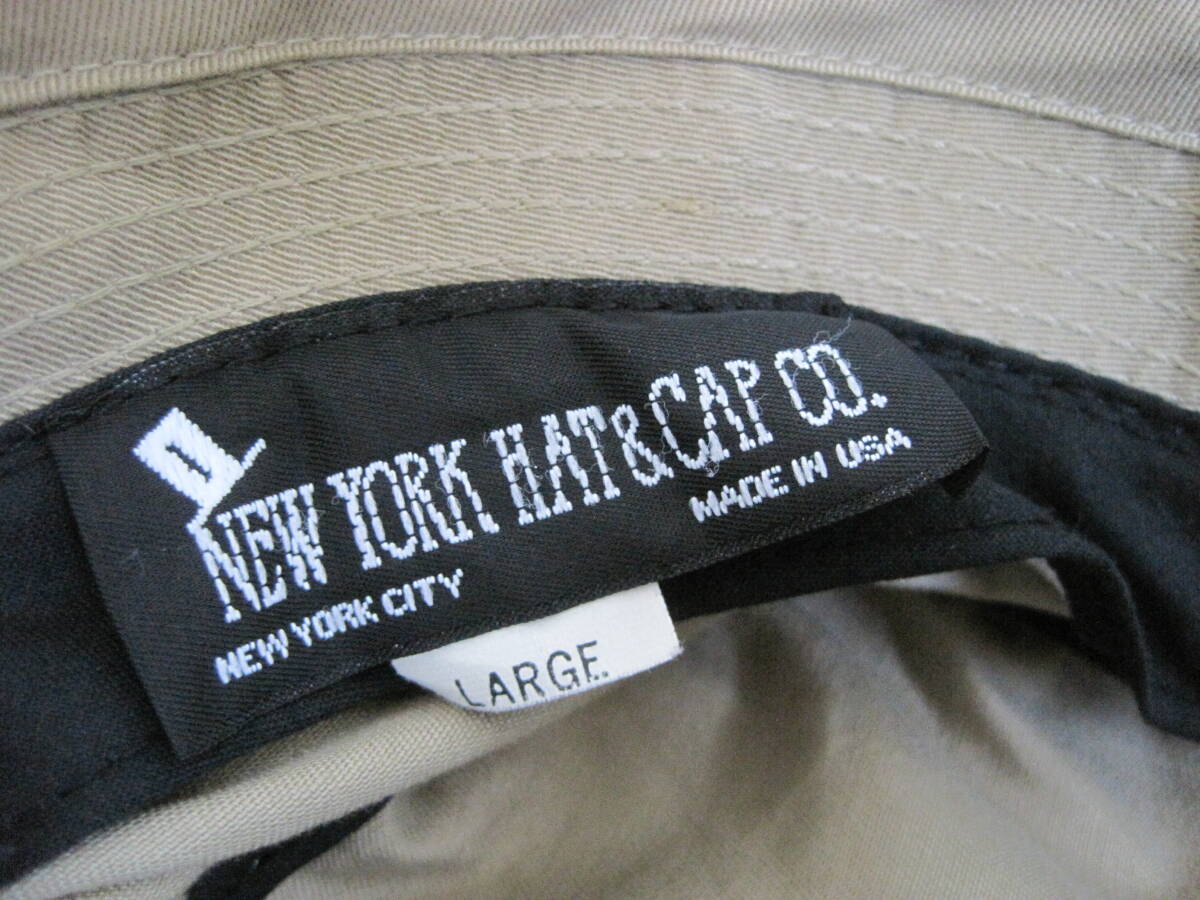 NEW YORK HAT & CAP CO.
NEW YORK CITY
MADE IN USA
LARGE